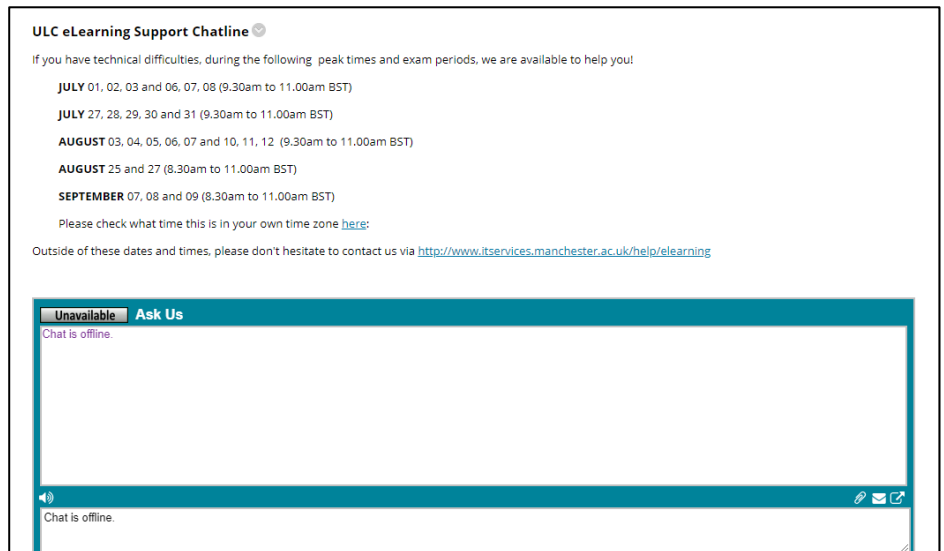 ULC eLearning Support Chatline
If you have technical difficulties, during the following peak times and exam periods, we are available to help you!
JULY 01, 02, 03 and 06, 07, 08 (9.30am to 11.00am BST)
JULY 27, 28, 29, 30 and 31 (9.30am to 11.00am BST)
AUGUST 03, 04, 05, 06, 07 and 10, 11, 12 (9.30am to 11.00am BST)
AUGUST 25 and 27 (8.30am to 11.00am BST)
SEPTEMBER 07, 08 and 09 (8.30am to 11.00am BST)
Please check what time this is in your own time zone here:
Outside of these dates and times, please don't hesitate to contact us via http://www.itservices.manchester.ac.uk/help/elearning
Unavailable Ask Us
Chat is offline.
Chat is offline.